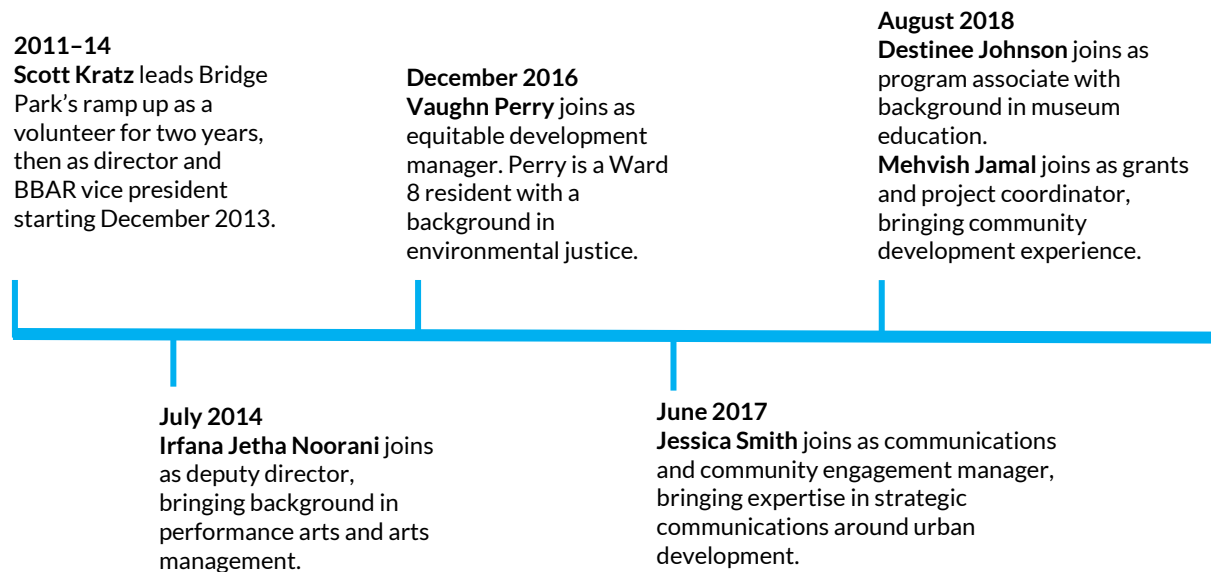 2011–14
Scott Kratz leads Bridge
Park's ramp up as a
volunteer for two years,
then as director and
BBAR vice president
starting December 2013.
July 2014
Irfana Jetha Noorani joins
as deputy director,
bringing background in
performance arts and arts
management.
December 2016
Vaughn Perry joins as
equitable development
manager. Perry is a Ward
8 resident with a
background in
environmental justice.
June 2017
Jessica Smith joins as communications
and community engagement manager,
bringing expertise in strategic
communications around urban
development.
August 2018
Destinee Johnson joins as
program associate with
background in museum
education.
Mehvish Jamal joins as grants
and project coordinator,
bringing community
development experience.